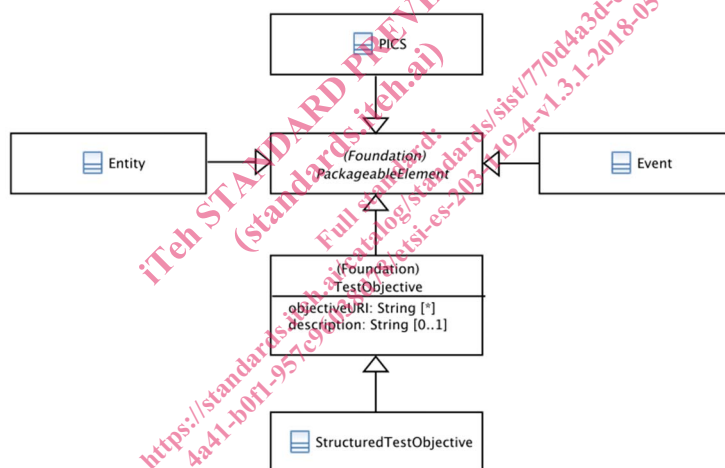 PICS
Entity
(Foundation)
PackageableElement
Event
(Foundation)
TestObjective
objectiveURI: String [*]
description: String [0..1]
StructuredTestObjective
iTeh STANDARD PREVIE
(standards.iteh.ai)
Full standard: